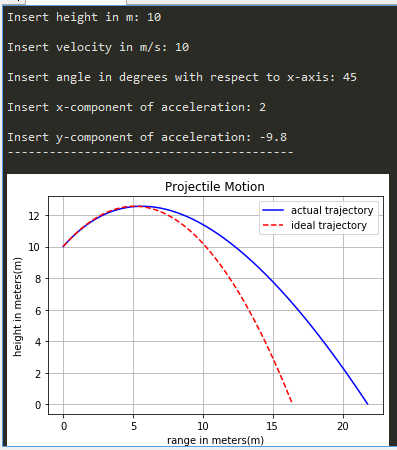 Insert height in m: 10
Insert velocity in m/s: 10
Insert angle in degrees with respect to x-axis: 45
Insert x-component of acceleration: 2
Insert y-component of acceleration: -9.8
-----------------------------------------
Projectile Motion
actual trajectory
ideal trajectory
height in meters(m)
12
10
8
6
4
2
0
0 5 10 15 20
range in meters(m)